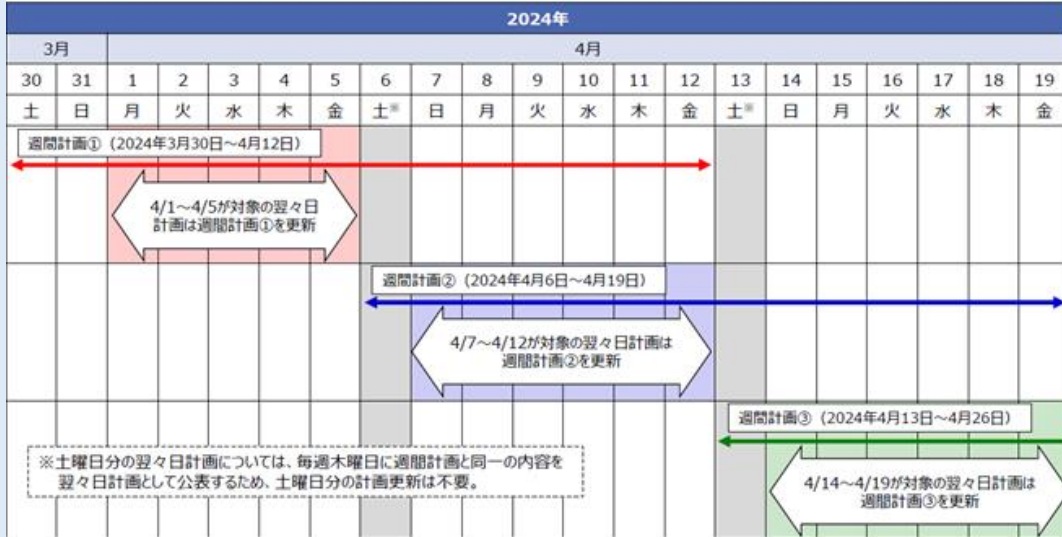 2024年
3月 4月
30 31 1 2 3 4 5 6 7 8 9 10 11 12 13 14 15 16 17 18 19
土 日 月 火 水 木 金 土※ 日 月 火 水 木 金 土※ 日 月 火 水 木 金
週間計画①（2024年3月30日～4月12日）
4/1～4/5が対象の翌々日
計画は週間計画①を更新
週間計画②（2024年4月6日～4月19日）
4/7～4/12が対象の翌々日計画は
週間計画②を更新
週間計画③（2024年4月13日～4月26日）
※土曜日分の翌々日計画については、毎週木曜日に週間計画と同一の内容を
翌々日計画として公表するため、土曜日分の計画更新は不要。
4/14～4/19が対象の翌々日計画は
週間計画③を更新